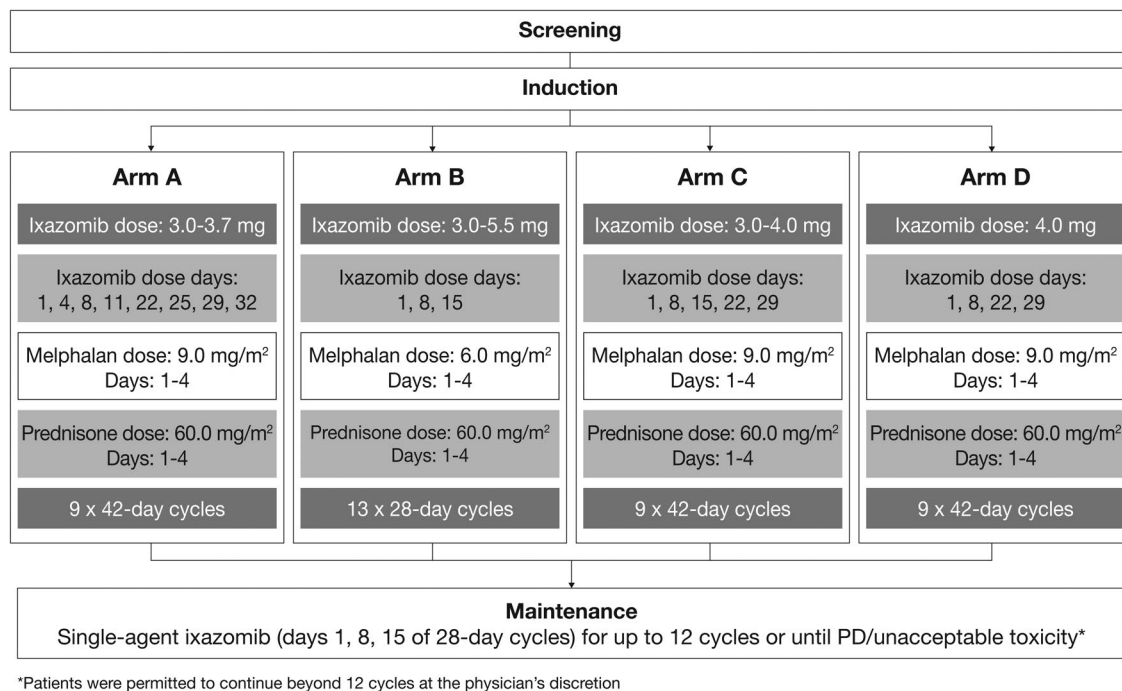 Screening
Induction
Arm A
Ixazomib dose: 3.0-3.7 mg
Ixazomib dose days:
1, 4, 8, 11, 22, 25, 29, 32
Melphalan dose: 9.0 mg/m²
Days: 1-4
Prednisone dose: 60.0 mg/m²
Days: 1-4
9 x 42-day cycles
Arm B
Ixazomib dose: 3.0-5.5 mg
Ixazomib dose days:
1, 8, 15
Melphalan dose: 6.0 mg/m²
Days: 1-4
Prednisone dose: 60.0 mg/m²
Days: 1-4
13 x 28-day cycles
Arm C
Ixazomib dose: 3.0-4.0 mg
Ixazomib dose days:
1, 8, 15, 22, 29
Melphalan dose: 9.0 mg/m²
Days: 1-4
Prednisone dose: 60.0 mg/m²
Days: 1-4
9 x 42-day cycles
Arm D
Ixazomib dose: 4.0 mg
Ixazomib dose days:
1, 8, 22, 29
Melphalan dose: 9.0 mg/m²
Days: 1-4
Prednisone dose: 60.0 mg/m²
Days: 1-4
9 x 42-day cycles
Maintenance
Single-agent ixazomib (days 1, 8, 15 of 28-day cycles) for up to 12 cycles or until PD/unacceptable toxicity*
*Patients were permitted to continue beyond 12 cycles at the physician’s discretion